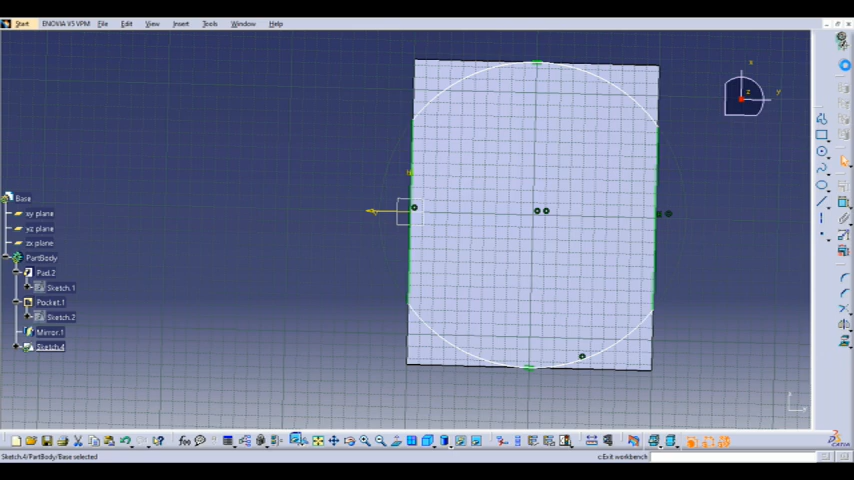 Start ENOVIA V5 VPM File Edit View Insert Tools Window Help
x
z y
Base
xy plane
yz plane
zx plane
PartBody
Pad.2
Sketch.1
Pocket.1
Sketch.2
Mirror.1
Sketch.4
Sketch.4/PartBody/Base selected c:Exit workbench